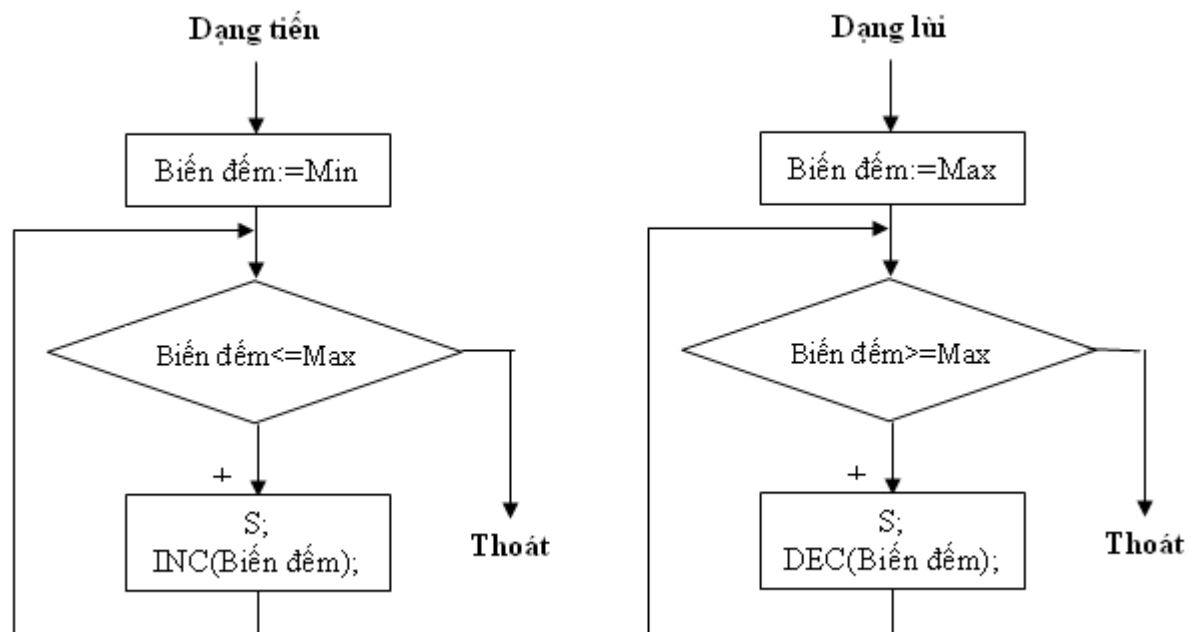 Dạng tiến
Biến đếm:=Min
Biến đếm<=Max
+
S;
INC(Biến đếm);
Thoát
Dạng lùi
Biến đếm:=Max
Biến đếm>=Max
+
S;
DEC(Biến đếm);
Thoát